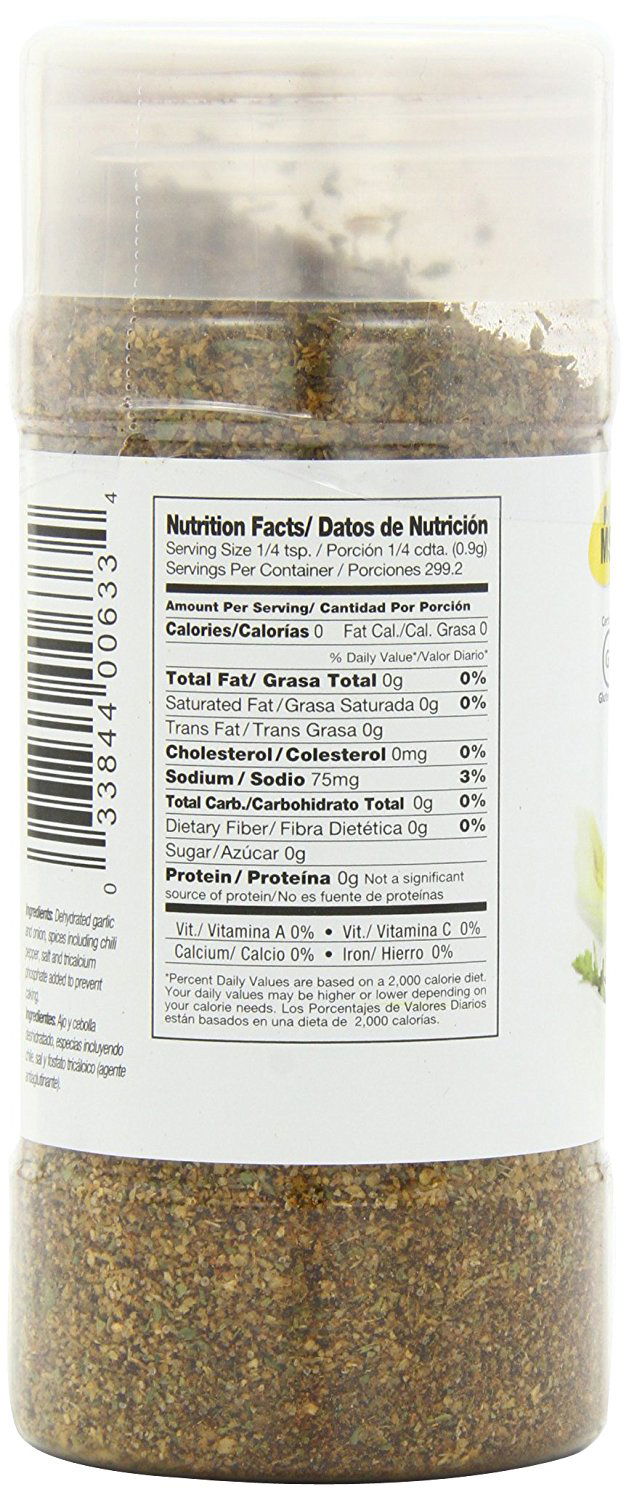 Nutrition Facts/ Datos de Nutrición
Serving Size 1/4 tsp. / Porción 1/4 cdta. (0.9g)
Servings Per Container / Porciones 299.2
Amount Per Serving/ Cantidad Por Porción
Calories/Calorías 0 Fat Cal./Cal. Grasa 0
% Daily Value*/Valor Diario*
Total Fat/ Grasa Total 0g 0%
Saturated Fat/Grasa Saturada 0g 0%
Trans Fat/Trans Grasa 0g
Cholesterol/Colesterol 0mg 0%
Sodium/Sodio 75mg 3%
Total Carb./Carbohidrato Total 0g 0%
Dietary Fiber/Fibra Dietética 0g 0%
Sugar/Azúcar 0g
Protein/Proteína 0g Not a significant
source of protein/No es fuente de proteínas
Vit./ Vitamina A 0% • Vit./ Vitamina C 0%
Calcium/ Calcio 0% • Iron/ Hierro 0%
*Percent Daily Values are based on a 2,000 calorie diet.
Your daily values may be higher or lower depending on
your calorie needs. Los Porcentajes de Valores Diarios
están basados en una dieta de 2,000 calorías.
0 33844 00633 4
Ingredients: Dehydrated garlic
and onion, spices including chili
pepper, salt and tricalcium
phosphate added to prevent
caking.
Ingredientes: Ajo y cebolla
deshidratado, especias incluyendo
chile, sal y fosfato tricálcico (agente
antiaglutinante).